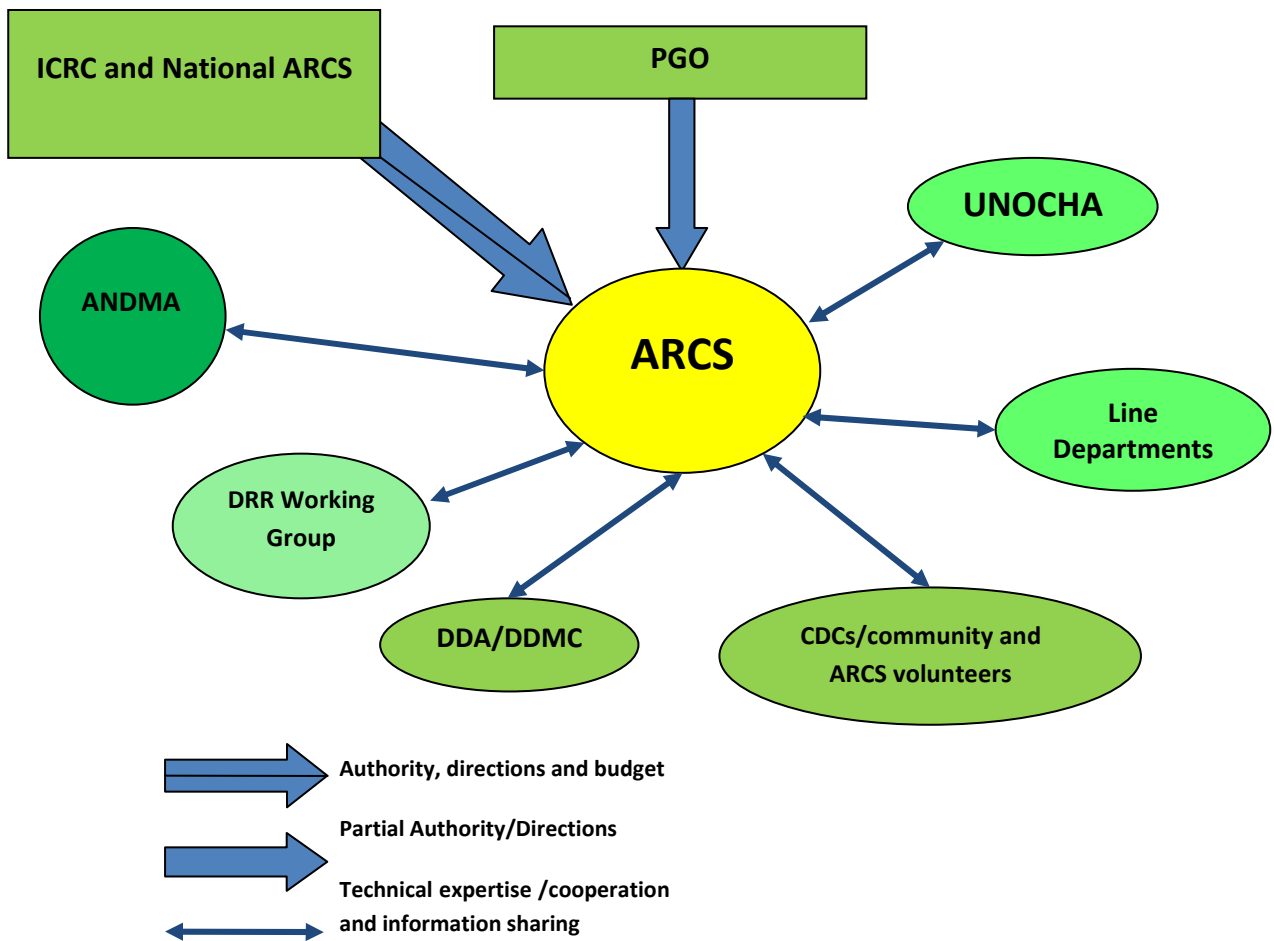 ICRC and National ARCS
PGO
UNOCHA
ANDMA
ARCS
Line
Departments
DRR Working
Group
DDA/DDMC
CDCs/community and
ARCS volunteers
Authority, directions and budget
Partial Authority/Directions
Technical expertise /cooperation
and information sharing